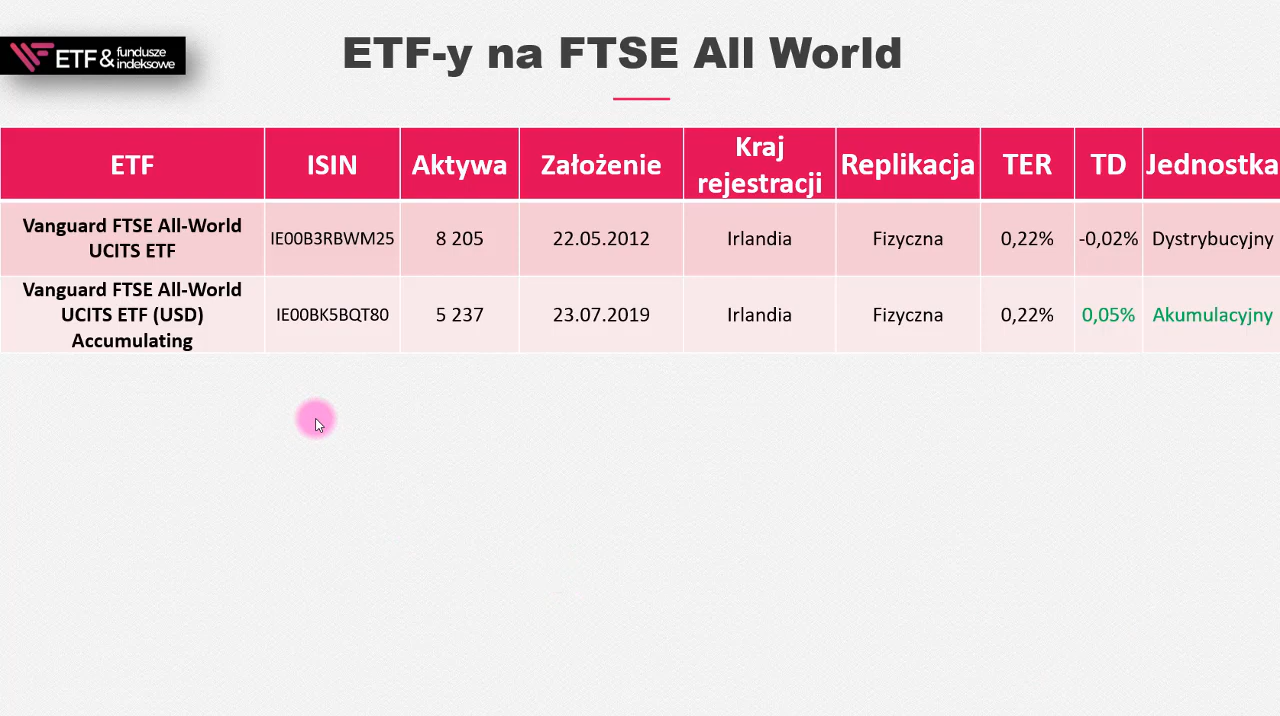 ETF& fundusze indeksowe
ETF-y na FTSE All World
ETF ISIN Aktywa Założenie Kraj rejestracji Replikacja TER TD Jednostka
Vanguard FTSE All-World
UCITS ETF
IE00B3RBWM25 8 205 22.05.2012 Irlandia Fizyczna 0,22% -0,02% Dystrybucyjny
Vanguard FTSE All-World
UCITS ETF (USD)
Accumulating
IE00BK5BQT80 5 237 23.07.2019 Irlandia Fizyczna 0,22% 0,05% Akumulacyjny